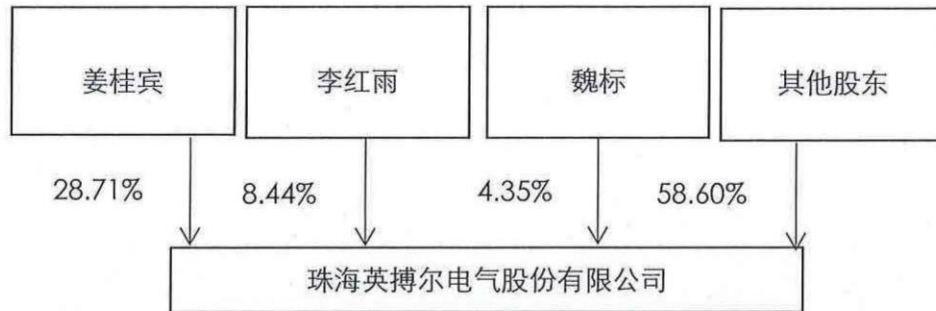 姜桂宾
李红雨
魏标
其他股东
28.71%
8.44%
4.35%
58.60%
珠海英搏尔电气股份有限公司